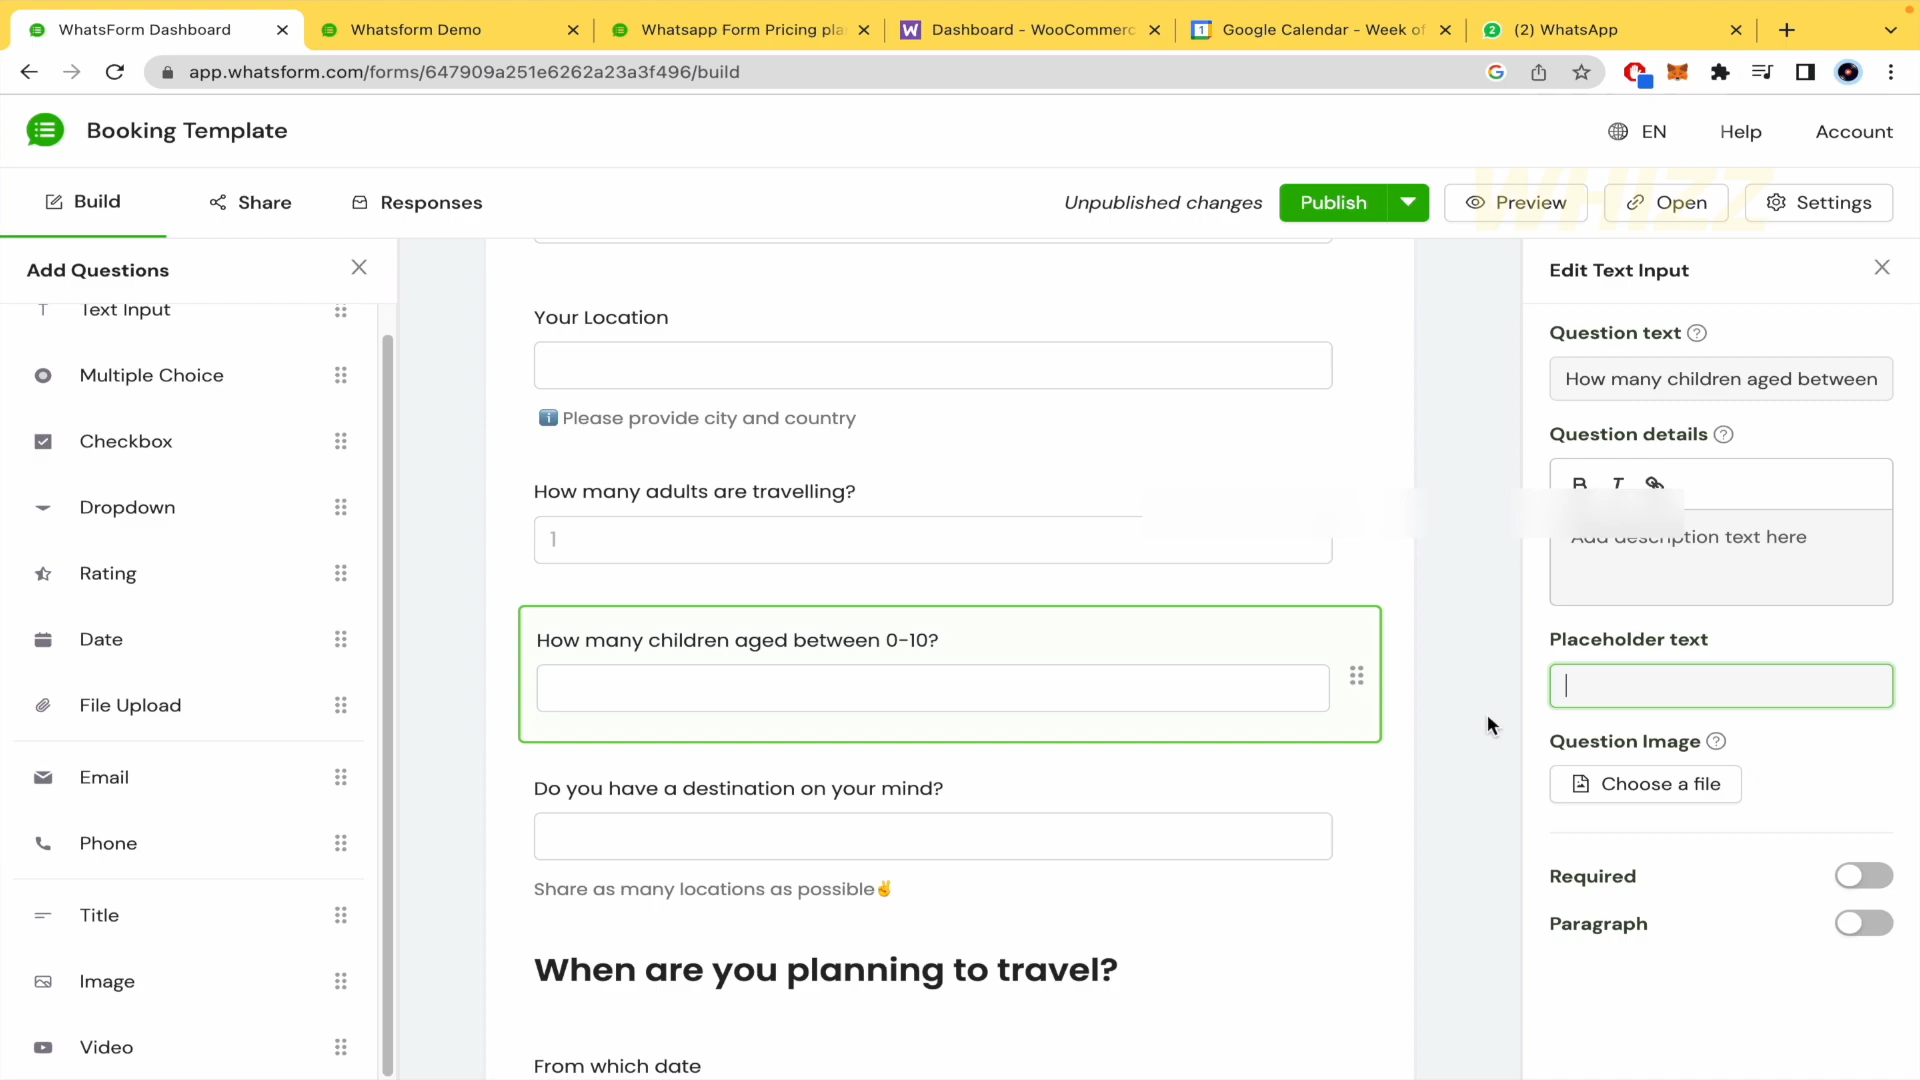 WhatsForm Dashboard
Whatsform Demo
Whatsapp Form Pricing pla
Dashboard - WooCommerc
Google Calendar - Week of
(2) WhatsApp
app.whatsform.com/forms/647909a251e6262a23a3f496/build
Booking Template
EN
Help
Account
Build
Share
Responses
Unpublished changes
Publish
Preview
Open
Settings
WHIZZ
Add Questions
Text Input
Multiple Choice
Checkbox
Dropdown
Rating
Date
File Upload
Email
Phone
Title
Image
Video
Your Location
Please provide city and country
How many adults are travelling?
1
How many children aged between 0-10?
Do you have a destination on your mind?
Share as many locations as possible✌️
When are you planning to travel?
From which date
Edit Text Input
Question text
How many children aged between
Question details
B I
Add description text here
Placeholder text
Question Image
Choose a file
Required
Paragraph